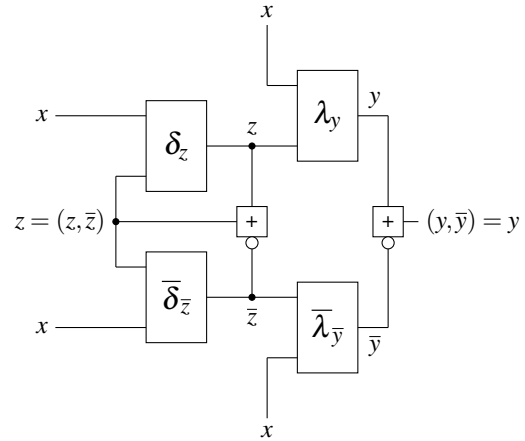 x
x
δ_z
z
λ_y
y
z = (z, z̄)
+
+
(y, ȳ) = y
δ̄_z̄
z̄
λ̄_ȳ
ȳ
x
x